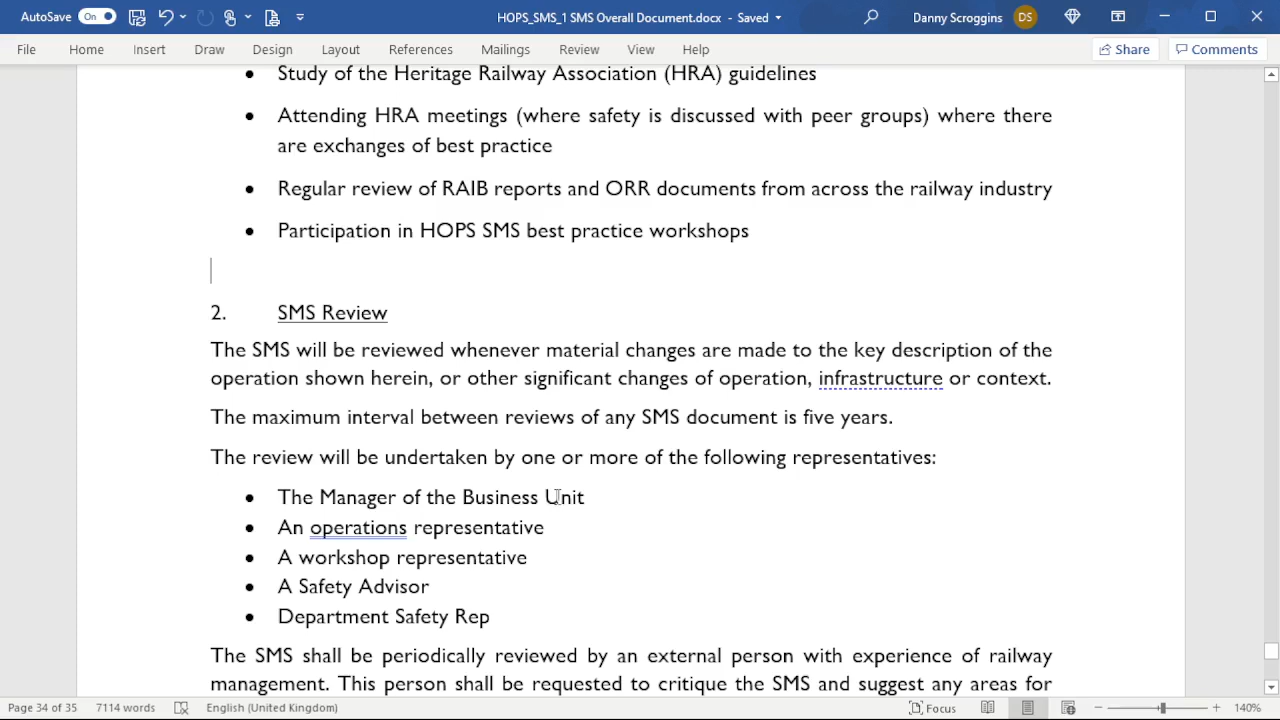 AutoSave On HOPS_SMS_1 SMS Overall Document.docx - Saved Danny Scroggins DS
File Home Insert Draw Design Layout References Mailings Review View Help Share Comments
• Study of the Heritage Railway Association (HRA) guidelines
• Attending HRA meetings (where safety is discussed with peer groups) where there
are exchanges of best practice
• Regular review of RAIB reports and ORR documents from across the railway industry
• Participation in HOPS SMS best practice workshops
2. SMS Review
The SMS will be reviewed whenever material changes are made to the key description of the
operation shown herein, or other significant changes of operation, infrastructure or context.
The maximum interval between reviews of any SMS document is five years.
The review will be undertaken by one or more of the following representatives:
• The Manager of the Business Unit
• An operations representative
• A workshop representative
• A Safety Advisor
• Department Safety Rep
The SMS shall be periodically reviewed by an external person with experience of railway
management. This person shall be requested to critique the SMS and suggest any areas for
Page 34 of 35 7114 words English (United Kingdom) Focus 140%